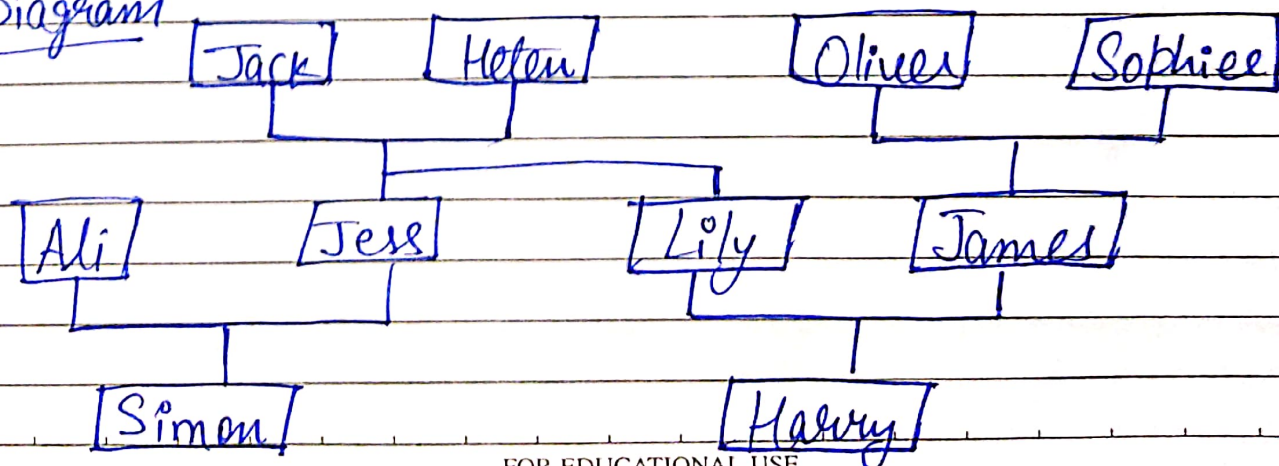 Diagram
Jack Helen Oliver Sophiee
Ali Jess Lily James
Simon Harry
FOR EDUCATIONAL USE